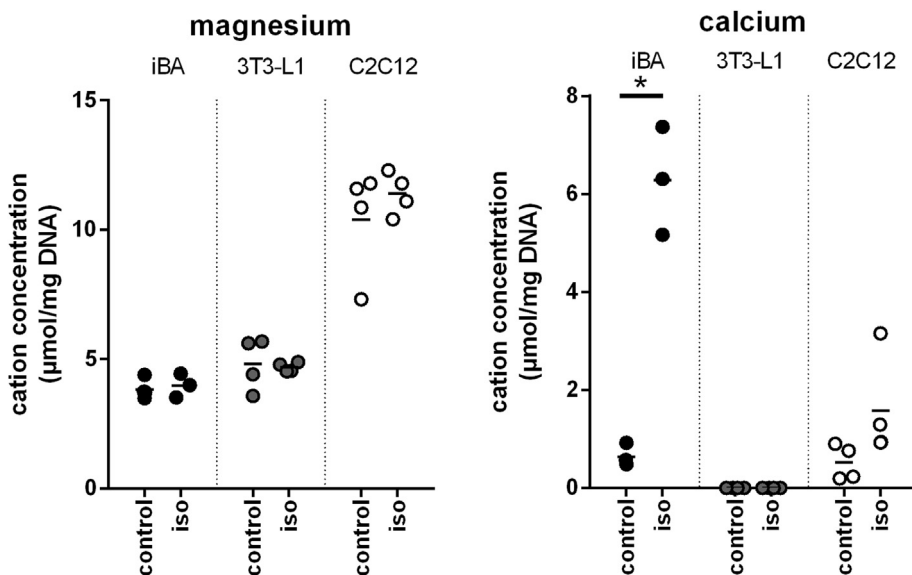 magnesium
iBA 3T3-L1 C2C12
cation concentration
(µmol/mg DNA)
15
10
5
0
control iso control iso control iso
calcium
iBA 3T3-L1 C2C12
*
cation concentration
(µmol/mg DNA)
8
6
4
2
0
control iso control iso control iso